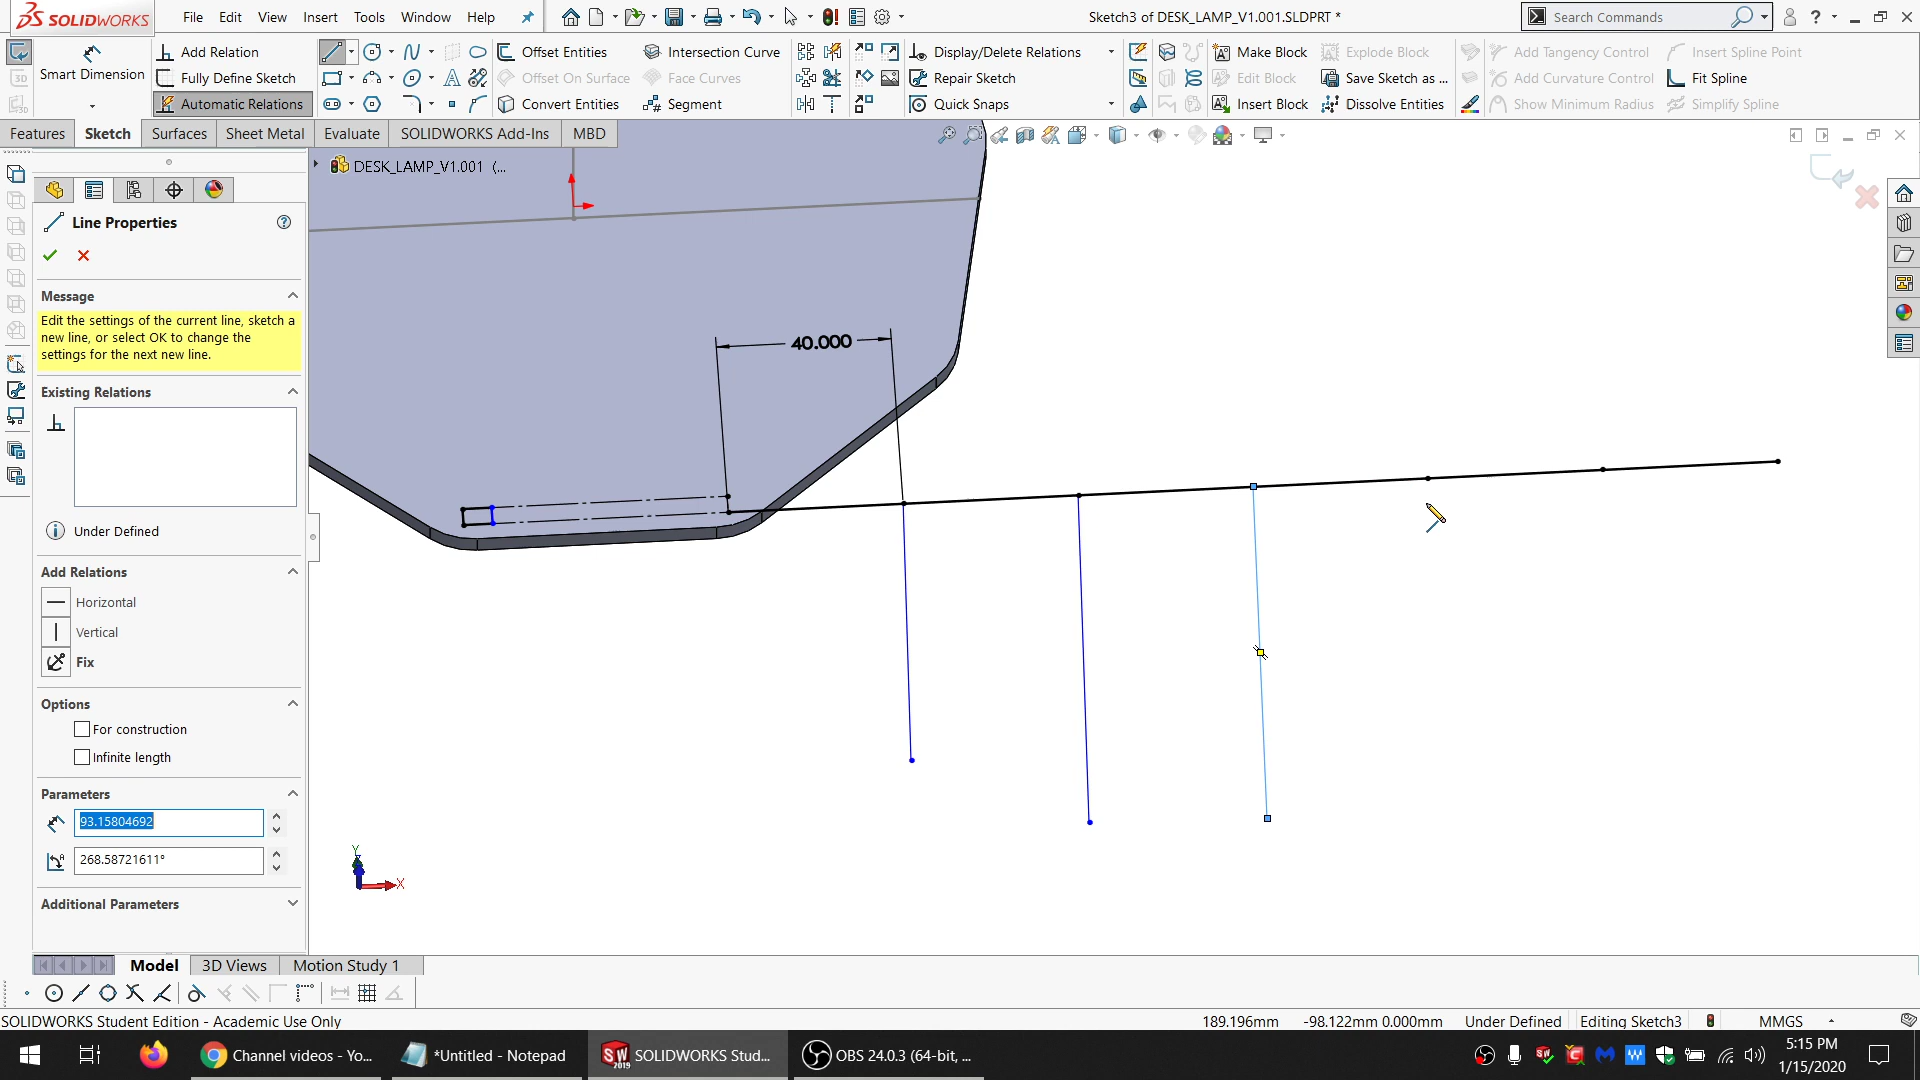 SOLIDWORKS File Edit View Insert Tools Window Help Sketch3 of DESK_LAMP_V1.001.SLDPRT * Search Commands
Smart Dimension
Add Relation
Fully Define Sketch
Automatic Relations
Offset Entities
Offset On Surface
Convert Entities
Intersection Curve
Face Curves
Segment
Display/Delete Relations
Repair Sketch
Quick Snaps
Make Block
Edit Block
Insert Block
Explode Block
Save Sketch as ...
Dissolve Entities
Add Tangency Control
Add Curvature Control
Show Minimum Radius
Insert Spline Point
Fit Spline
Simplify Spline
Features Sketch Surfaces Sheet Metal Evaluate SOLIDWORKS Add-Ins MBD
DESK_LAMP_V1.001 (...
Line Properties
Message
Edit the settings of the current line, sketch a
new line, or select OK to change the
settings for the next new line.
Existing Relations
Under Defined
Add Relations
Horizontal
Vertical
Fix
Options
For construction
Infinite length
Parameters
93.15804692
268.58721611°
Additional Parameters
40.000
Y
X
Model 3D Views Motion Study 1
SOLIDWORKS Student Edition - Academic Use Only 189.196mm -98.122mm 0.000mm Under Defined Editing Sketch3 MMGS
Channel videos - Yo... *Untitled - Notepad SOLIDWORKS Stud... OBS 24.0.3 (64-bit, ...
5:15 PM
1/15/2020